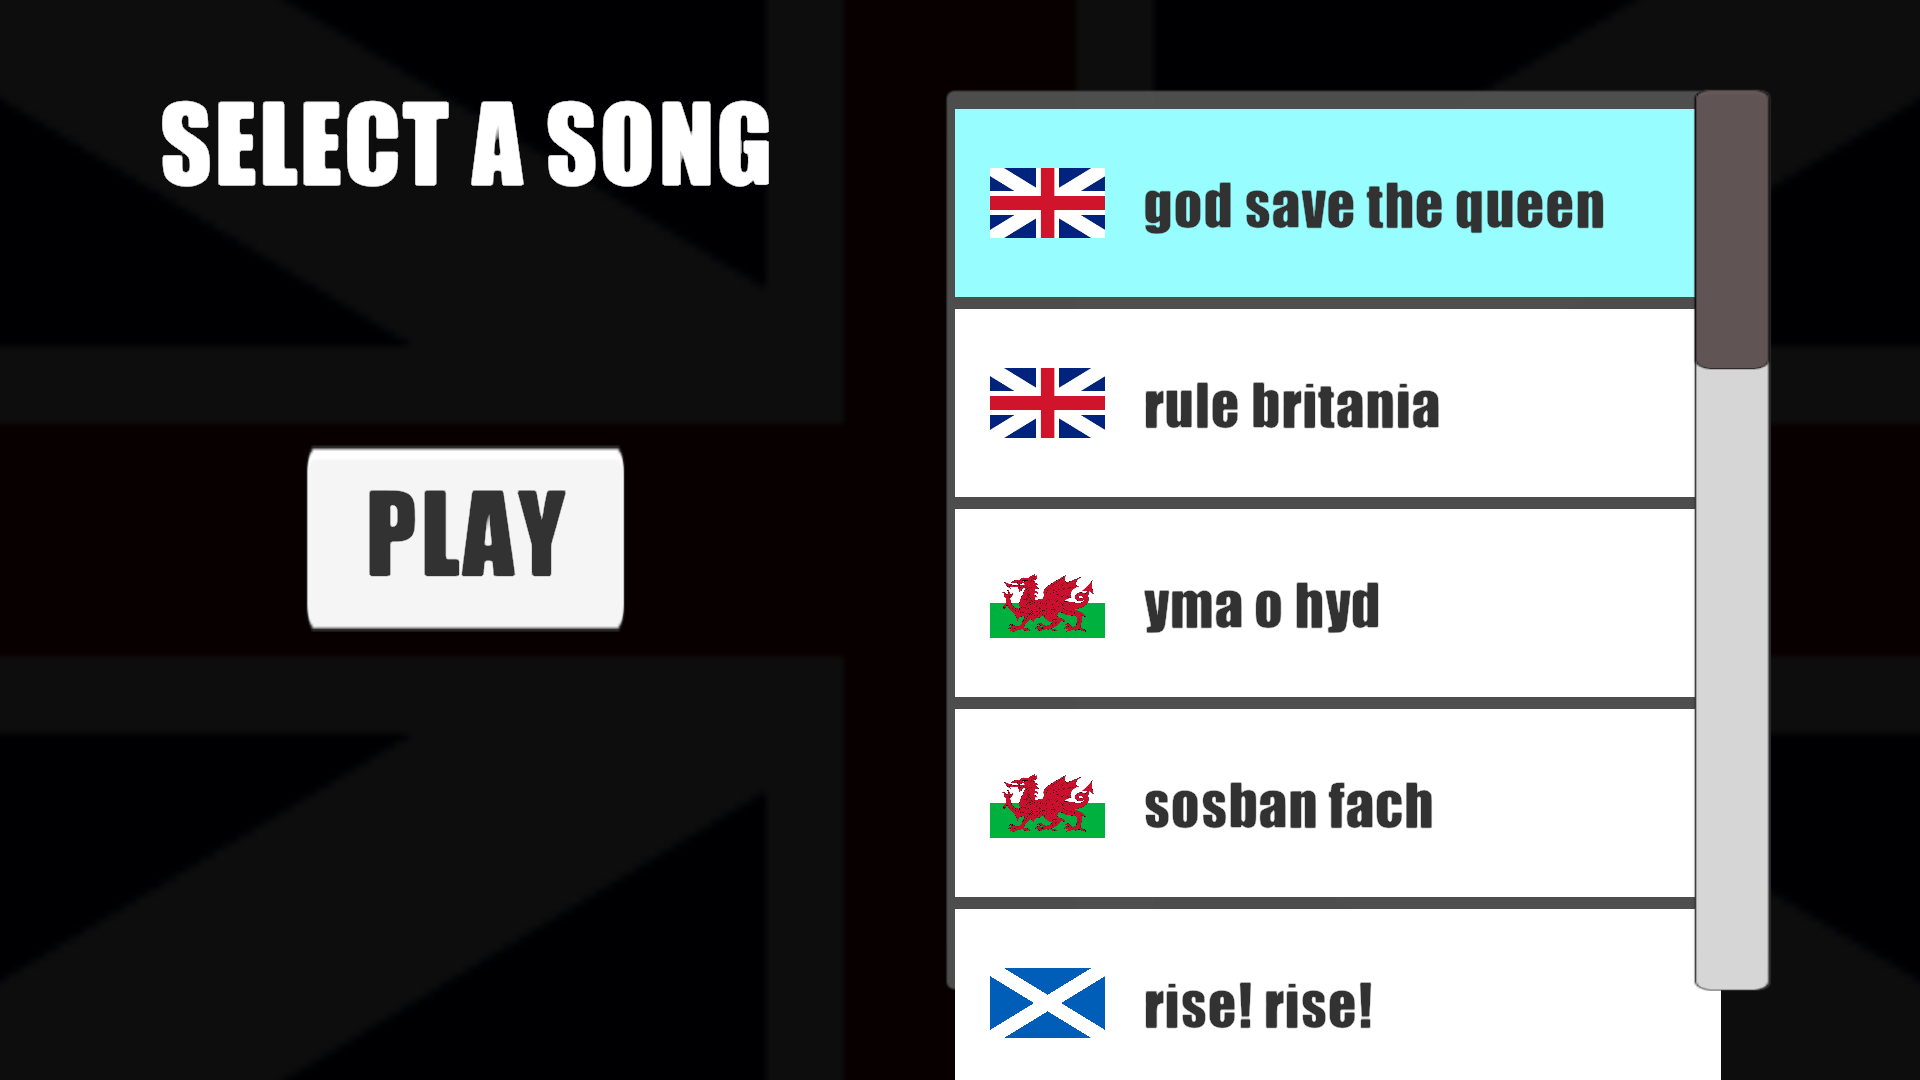 SELECT A SONG
PLAY
god save the queen
rule britania
yma o hyd
sosban fach
rise! rise!